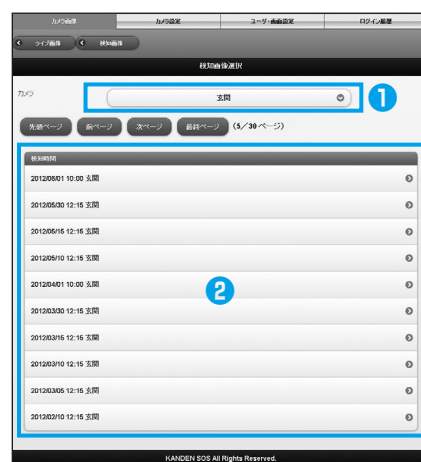 カメラ画像 カメラ設定 ユーザ・画面設定 ログイン履歴
ライブ画像 検知画像
検知画像選択
カメラ 玄関 1
先頭ページ 前ページ 次ページ 最終ページ (5/30ページ)
検知時間
2012/06/01 10:00 玄関
2012/05/30 12:15 玄関
2012/05/15 12:15 玄関
2012/05/10 12:15 玄関
2012/04/01 10:00 玄関
2
2012/03/30 12:15 玄関
2012/03/15 12:15 玄関
2012/03/10 12:15 玄関
2012/03/05 12:15 玄関
2012/02/10 12:15 玄関
KANDEN SOS All Rights Reserved.